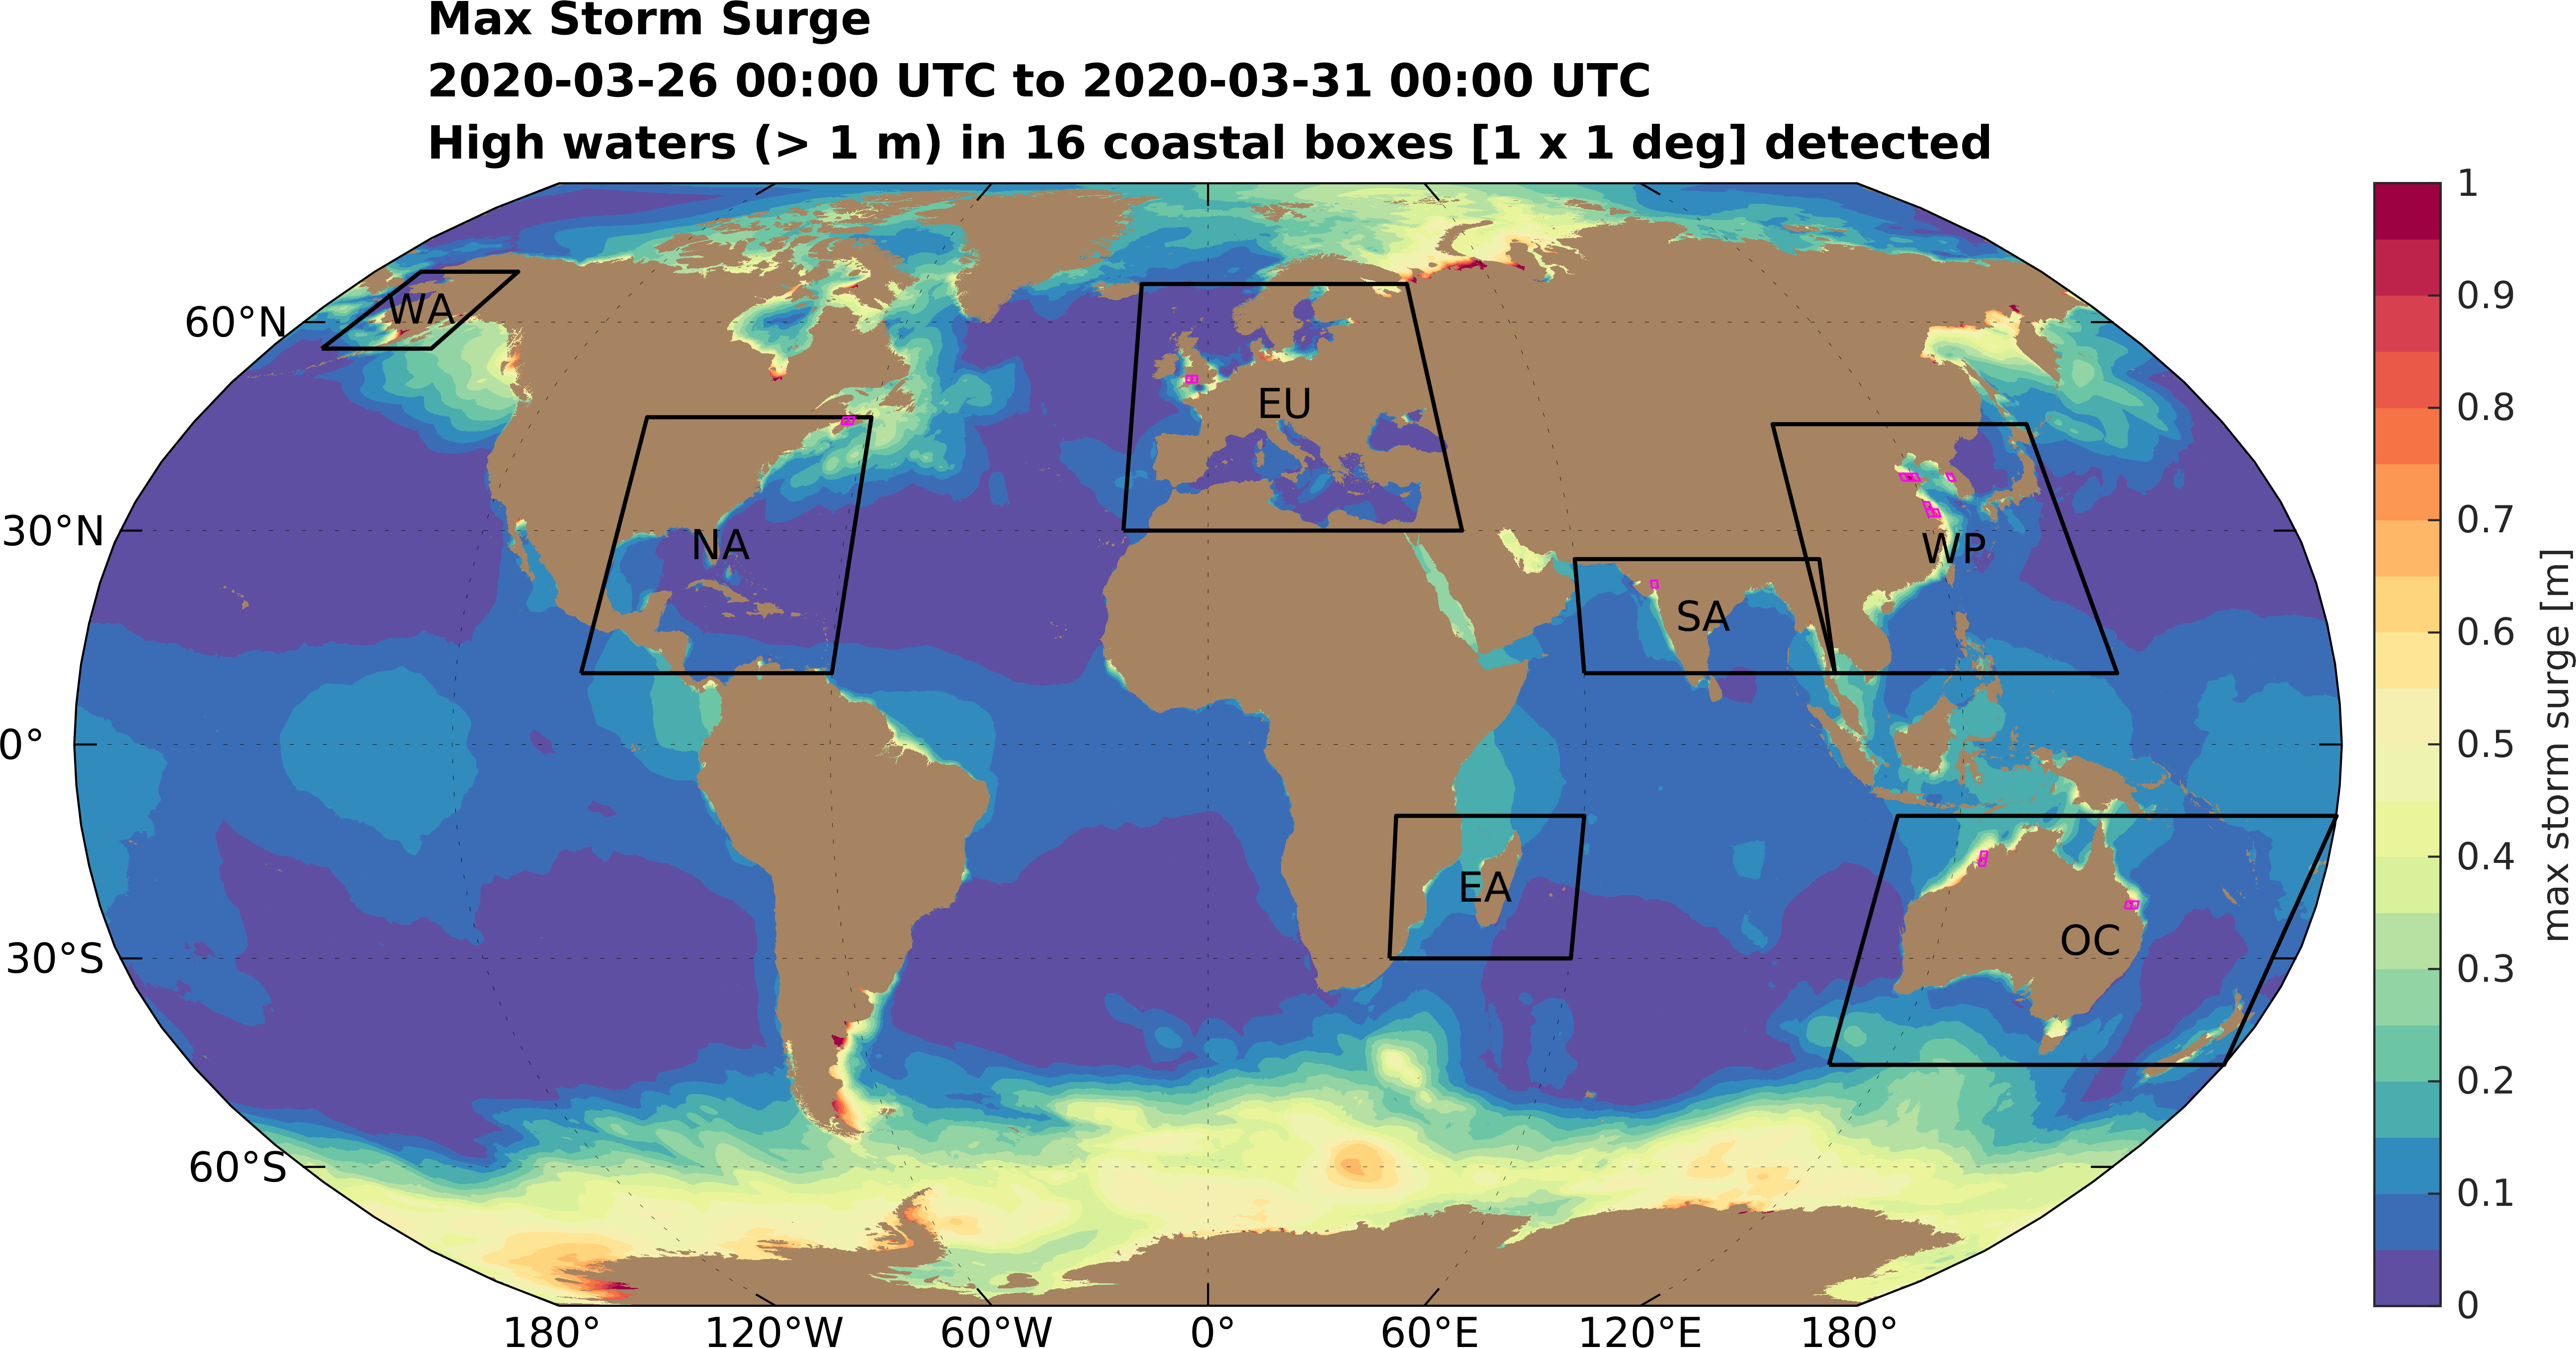 Max Storm Surge
2020-03-26 00:00 UTC to 2020-03-31 00:00 UTC
High waters (> 1 m) in 16 coastal boxes [1 x 1 deg] detected
60°N
30°N
0°
30°S
60°S
WA
NA
EU
SA
WP
EA
OC
180°
120°W
60°W
0°
60°E
120°E
180°
1
0.9
0.8
0.7
0.6
0.5
0.4
0.3
0.2
0.1
0
max storm surge [m]